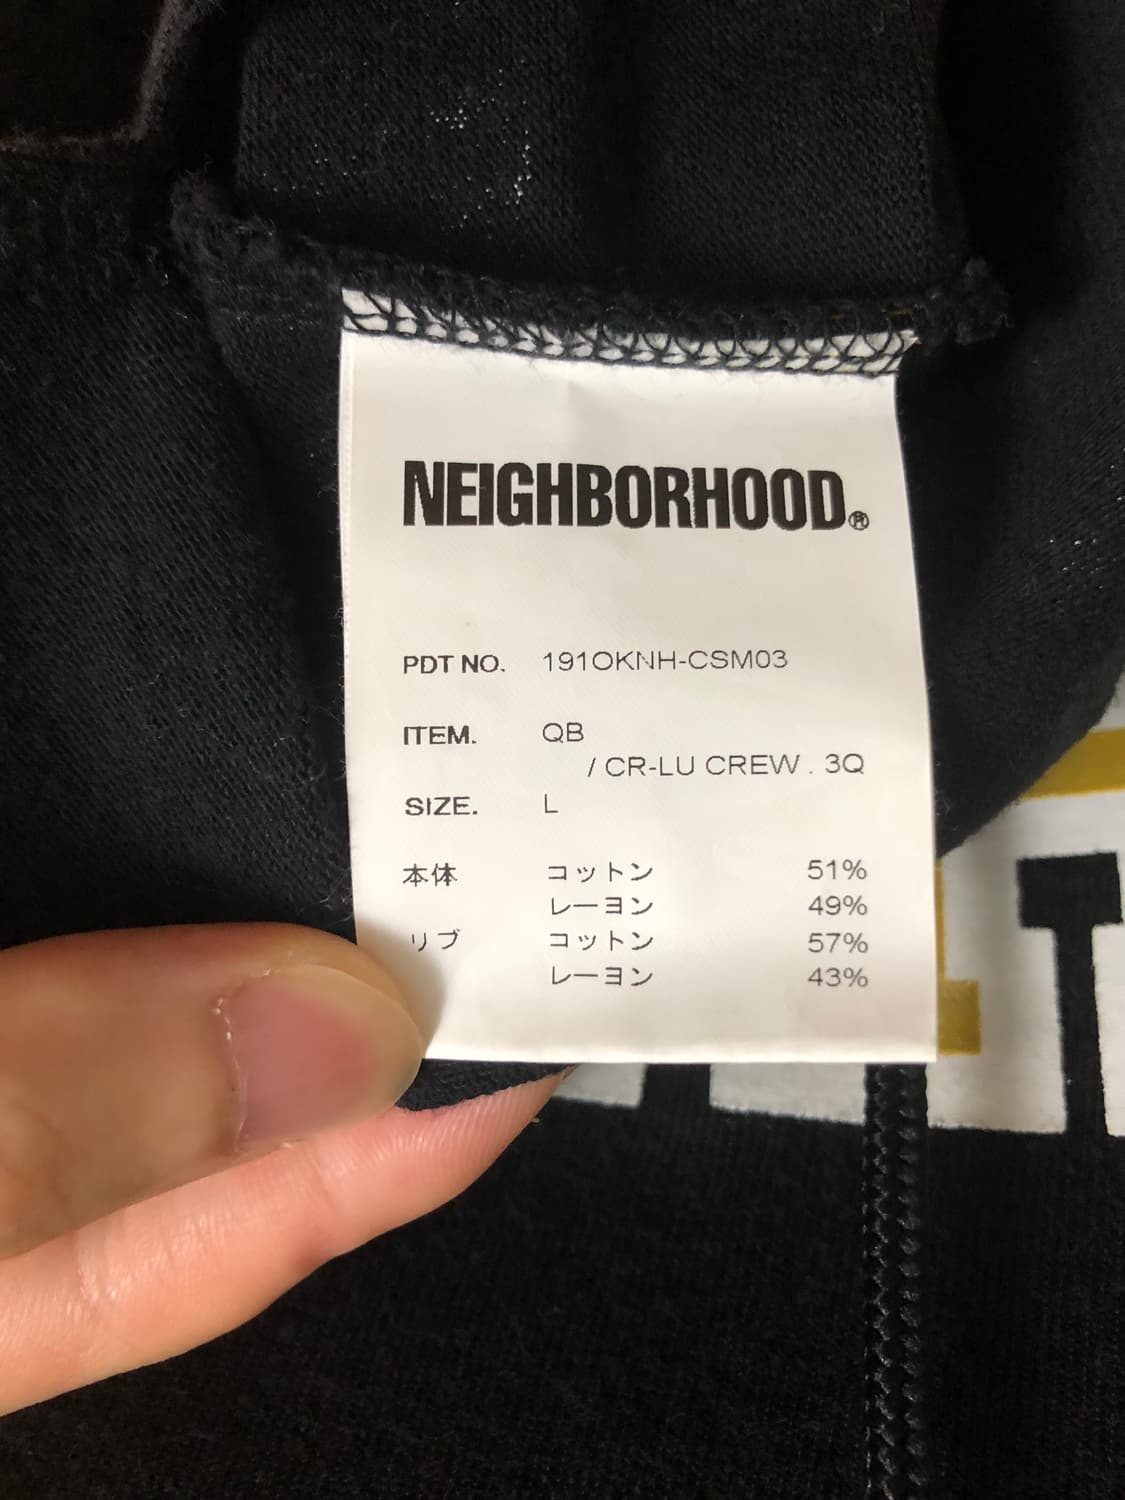 NEIGHBORHOOD®
PDT NO. 191OKNH-CSM03
ITEM. QB
/ CR-LU CREW . 3Q
SIZE. L
本体 コットン 51%
レーヨン 49%
リブ コットン 57%
レーヨン 43%